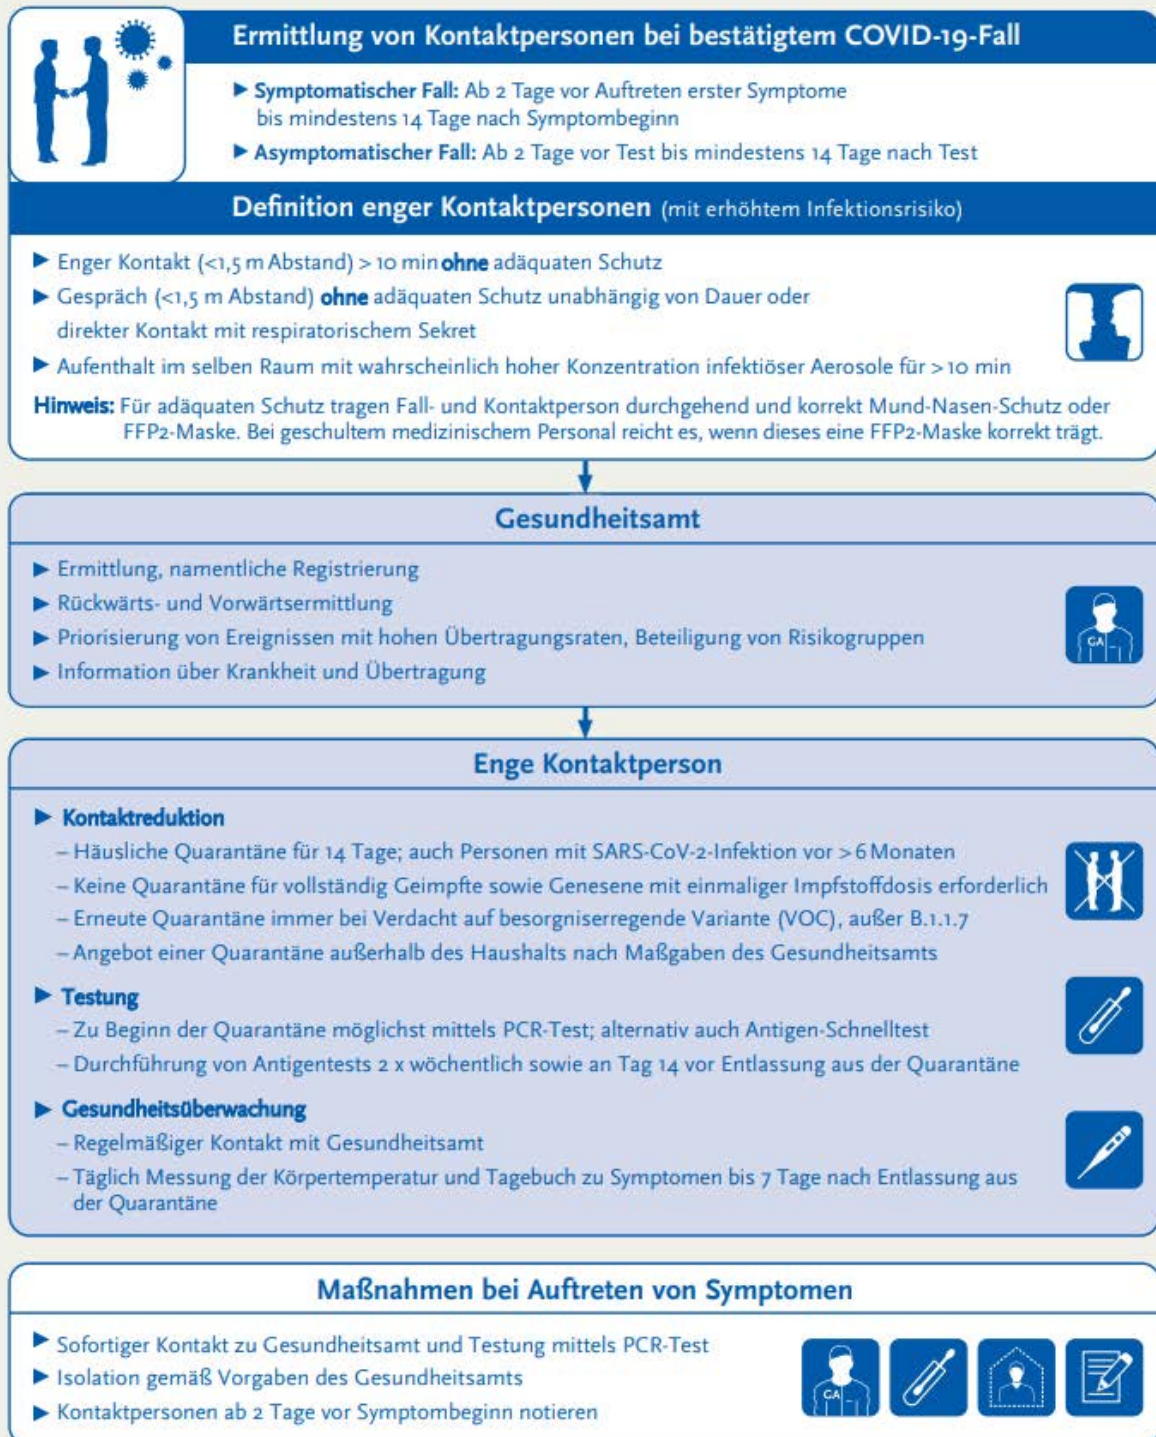 Ermittlung von Kontaktpersonen bei bestätigtem COVID-19-Fall
► Symptomatischer Fall: Ab 2 Tage vor Auftreten erster Symptome
bis mindestens 14 Tage nach Symptombeginn
► Asymptomatischer Fall: Ab 2 Tage vor Test bis mindestens 14 Tage nach Test
Definition enger Kontaktpersonen (mit erhöhtem Infektionsrisiko)
► Enger Kontakt (<1,5 m Abstand) > 10 min ohne adäquaten Schutz
► Gespräch (<1,5 m Abstand) ohne adäquaten Schutz unabhängig von Dauer oder
direkter Kontakt mit respiratorischem Sekret
► Aufenthalt im selben Raum mit wahrscheinlich hoher Konzentration infektiöser Aerosole für > 10 min
Hinweis: Für adäquaten Schutz tragen Fall- und Kontaktperson durchgehend und korrekt Mund-Nasen-Schutz oder
FFP2-Maske. Bei geschultem medizinischem Personal reicht es, wenn dieses eine FFP2-Maske korrekt trägt.
Gesundheitsamt
► Ermittlung, namentliche Registrierung
► Rückwärts- und Vorwärtsermittlung
► Priorisierung von Ereignissen mit hohen Übertragungsraten, Beteiligung von Risikogruppen
► Information über Krankheit und Übertragung
GA
Enge Kontaktperson
► Kontaktreduktion
– Häusliche Quarantäne für 14 Tage; auch Personen mit SARS-CoV-2-Infektion vor > 6 Monaten
– Keine Quarantäne für vollständig Geimpfte sowie Genesene mit einmaliger Impfstoffdosis erforderlich
– Erneute Quarantäne immer bei Verdacht auf besorgniserregende Variante (VOC), außer B.1.1.7
– Angebot einer Quarantäne außerhalb des Haushalts nach Maßgaben des Gesundheitsamts
► Testung
– Zu Beginn der Quarantäne möglichst mittels PCR-Test; alternativ auch Antigen-Schnelltest
– Durchführung von Antigentests 2 x wöchentlich sowie an Tag 14 vor Entlassung aus der Quarantäne
► Gesundheitsüberwachung
– Regelmäßiger Kontakt mit Gesundheitsamt
– Täglich Messung der Körpertemperatur und Tagebuch zu Symptomen bis 7 Tage nach Entlassung aus
der Quarantäne
Maßnahmen bei Auftreten von Symptomen
► Sofortiger Kontakt zu Gesundheitsamt und Testung mittels PCR-Test
► Isolation gemäß Vorgaben des Gesundheitsamts
► Kontaktpersonen ab 2 Tage vor Symptombeginn notieren
GA